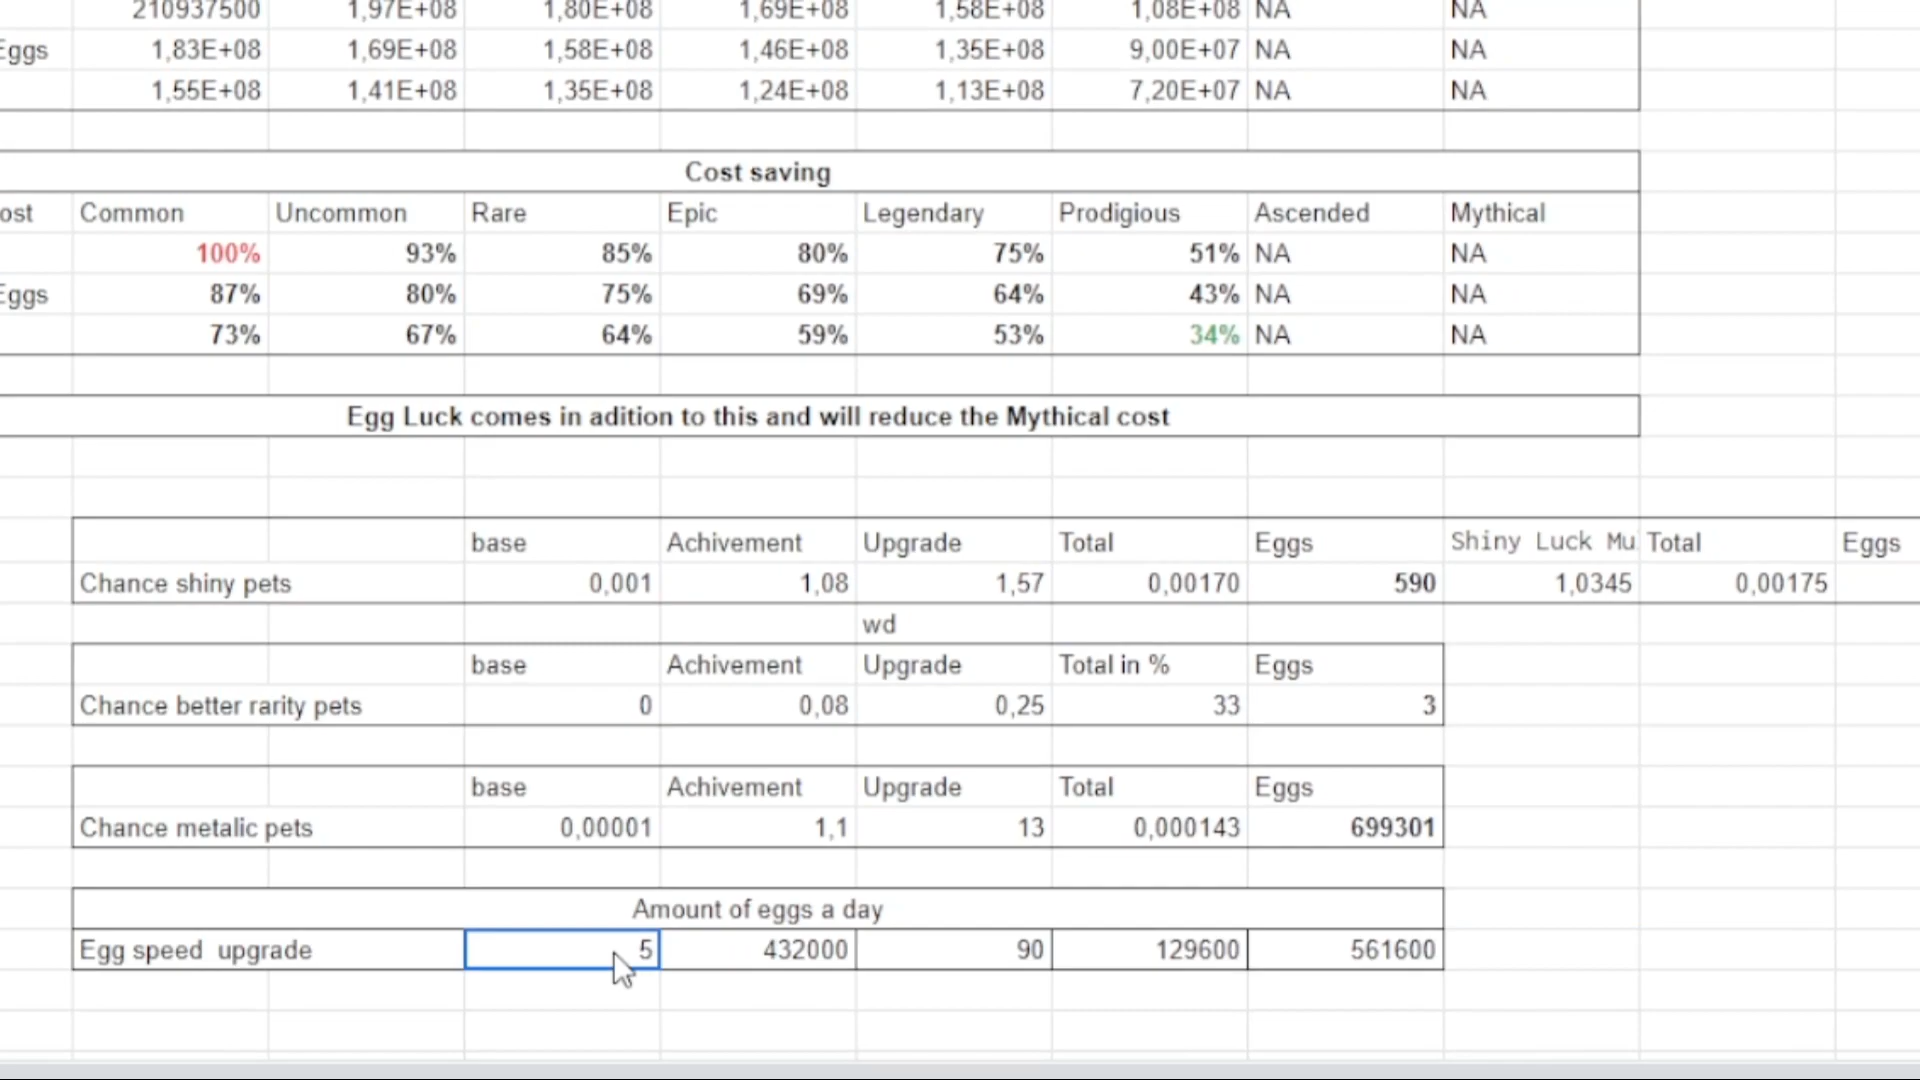 210937500 1,97E+08 1,80E+08 1,69E+08 1,58E+08 1,08E+08 NA NA
Eggs 1,83E+08 1,69E+08 1,58E+08 1,46E+08 1,35E+08 9,00E+07 NA NA
1,55E+08 1,41E+08 1,35E+08 1,24E+08 1,13E+08 7,20E+07 NA NA
Cost saving
ost Common Uncommon Rare Epic Legendary Prodigious Ascended Mythical
100% 93% 85% 80% 75% 51% NA NA
Eggs 87% 80% 75% 69% 64% 43% NA NA
73% 67% 64% 59% 53% 34% NA NA
Egg Luck comes in adition to this and will reduce the Mythical cost
base Achivement Upgrade Total Eggs Shiny Luck Mu Total Eggs
Chance shiny pets 0,001 1,08 1,57 0,00170 590 1,0345 0,00175
wd
base Achivement Upgrade Total in % Eggs
Chance better rarity pets 0 0,08 0,25 33 3
base Achivement Upgrade Total Eggs
Chance metalic pets 0,00001 1,1 13 0,000143 699301
Amount of eggs a day
Egg speed upgrade 5 432000 90 129600 561600